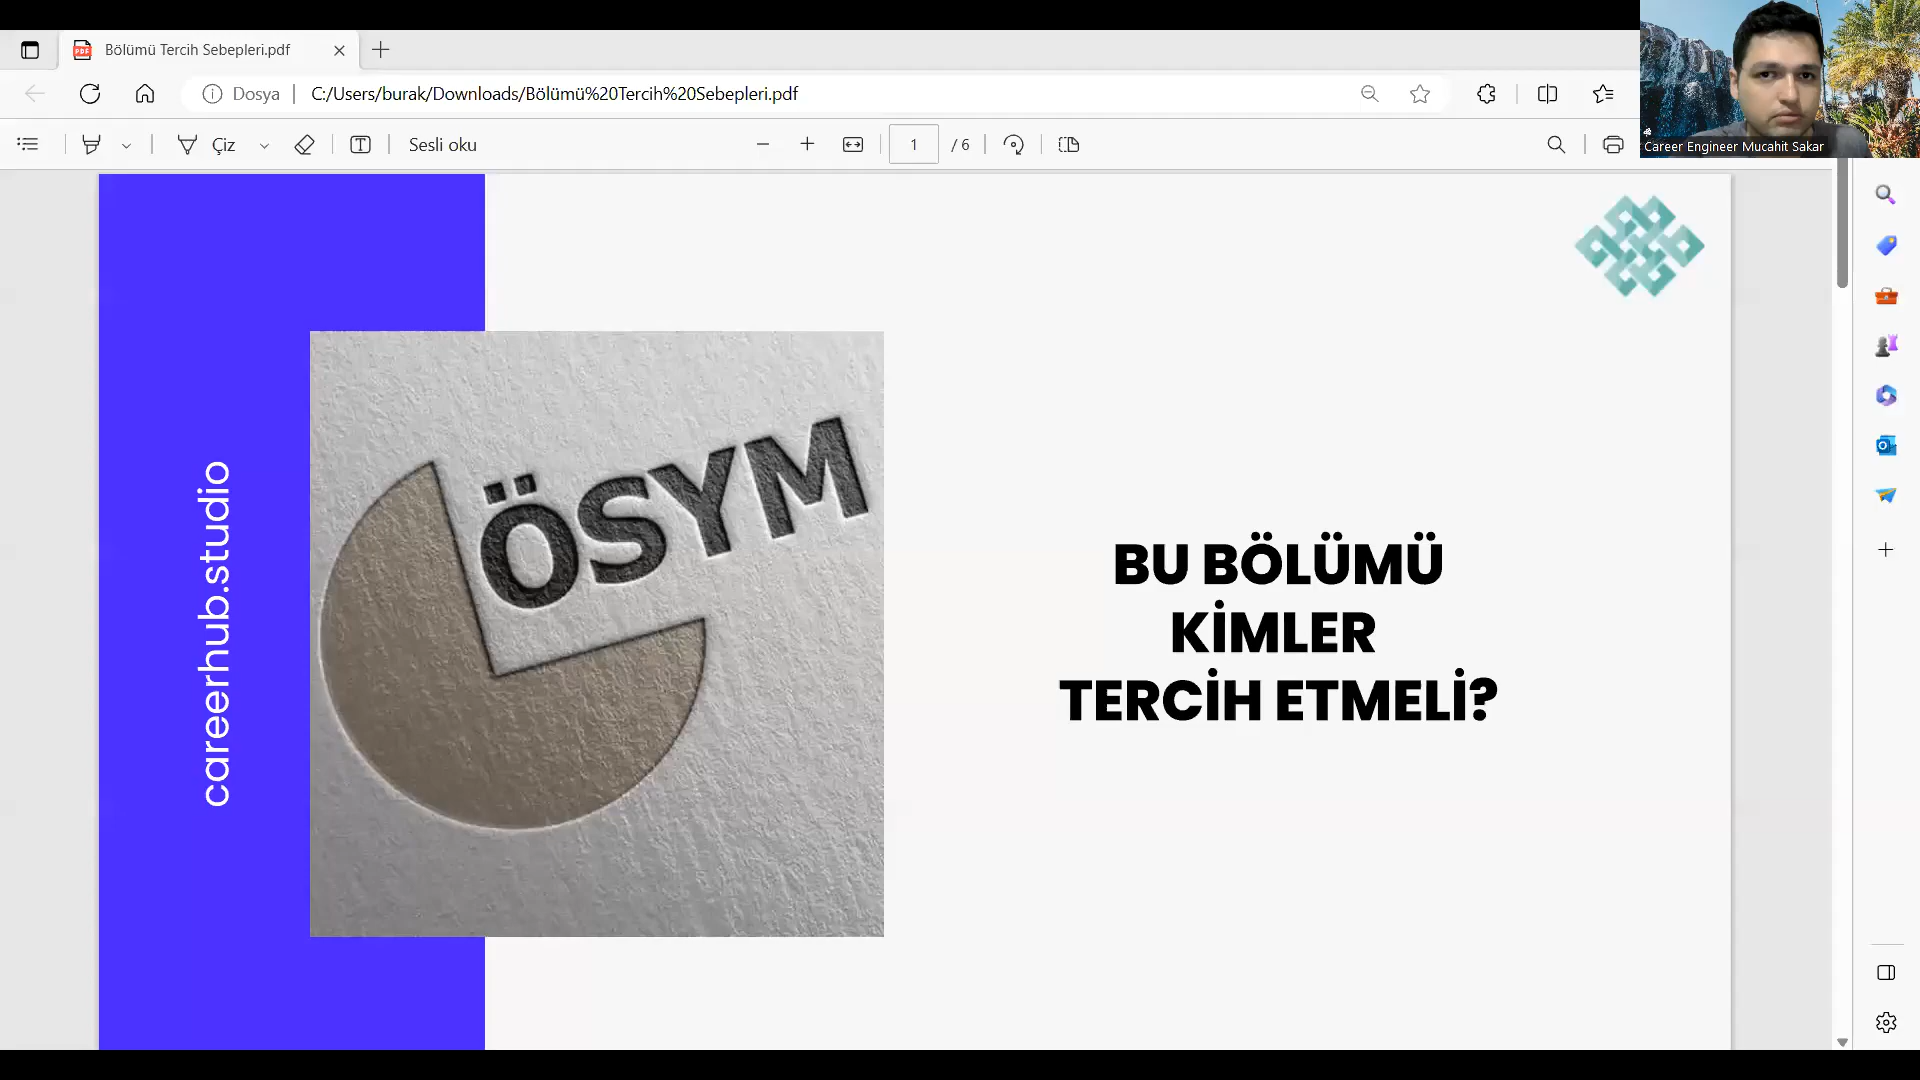 Bölümü Tercih Sebepleri.pdf
Dosya
C:/Users/burak/Downloads/Bölümü%20Tercih%20Sebepleri.pdf
Çiz
Sesli oku
1
/ 6
Career Engineer Mucahit Sakar
careerhub.studio
ÖSYM
BU BÖLÜMÜ
KİMLER
TERCİH ETMELİ?